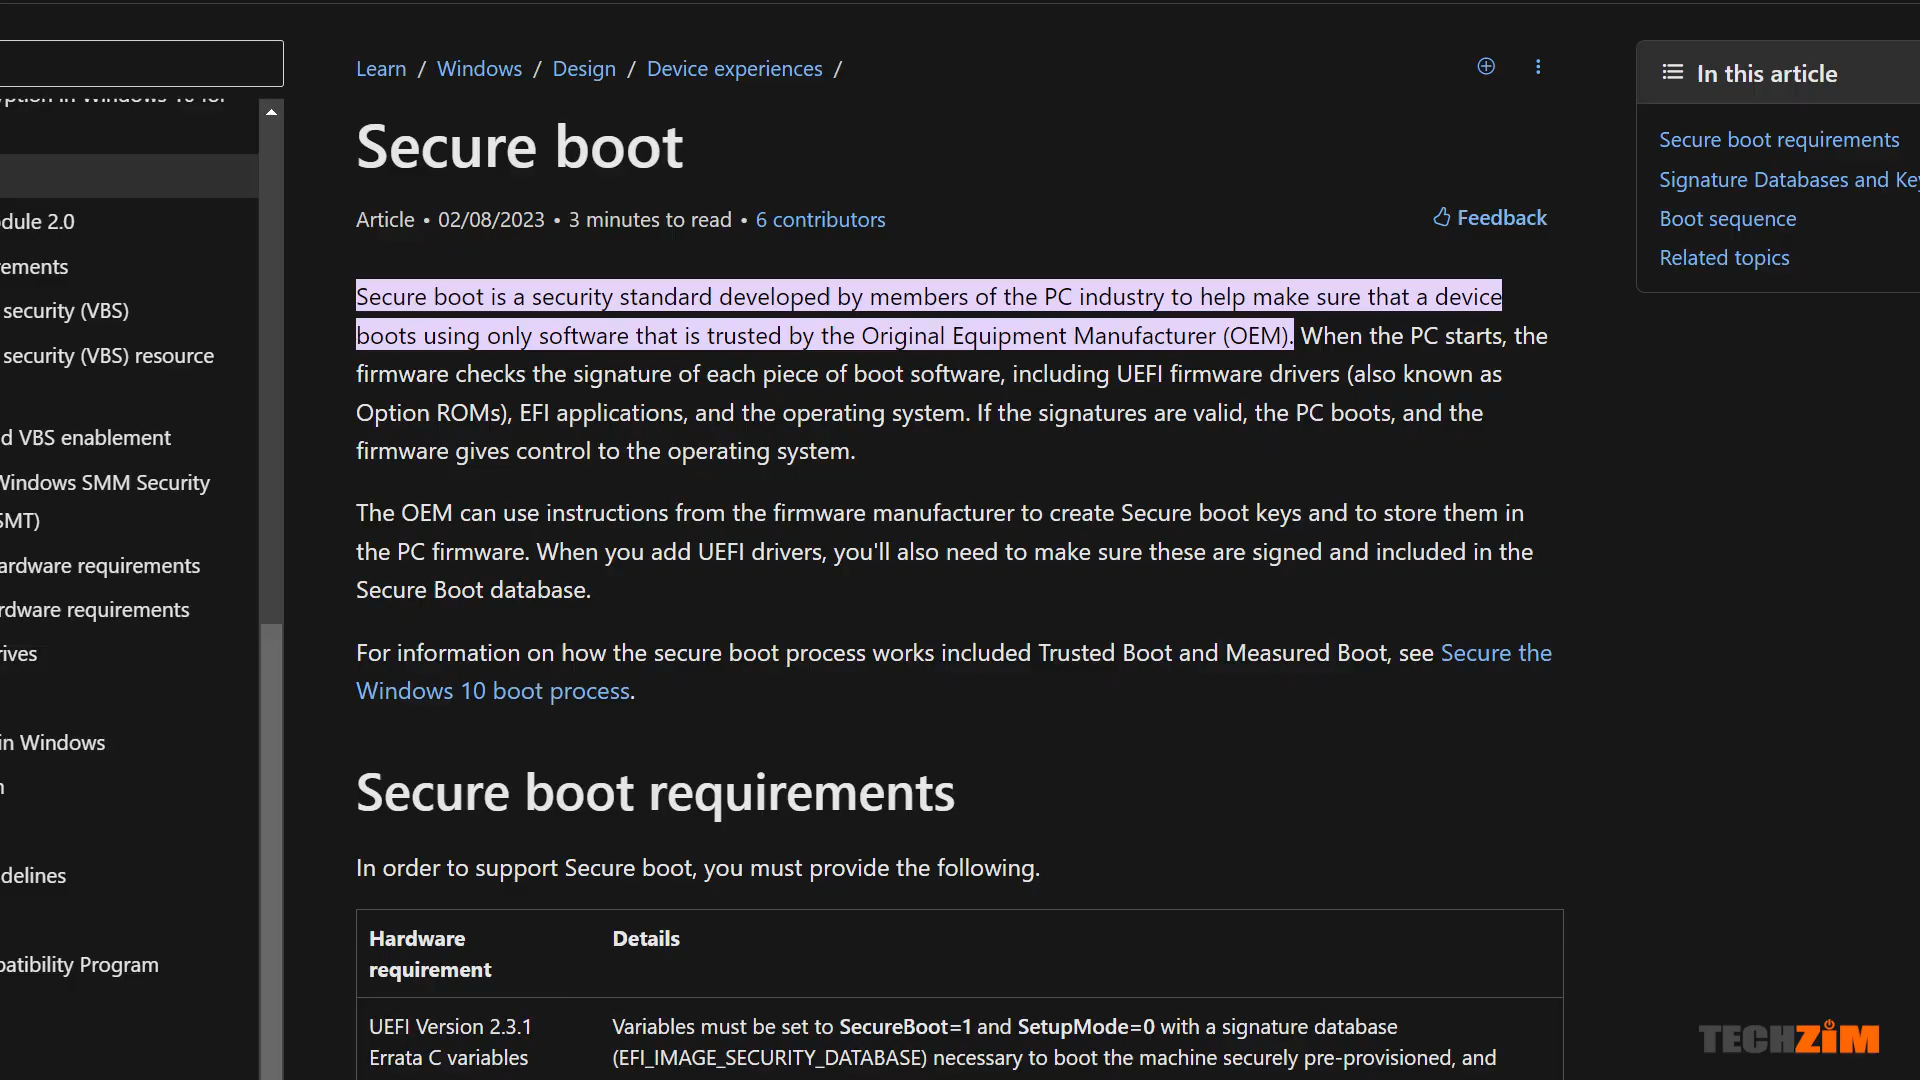 Learn / Windows / Design / Device experiences /
Secure boot
Article • 02/08/2023 • 3 minutes to read • 6 contributors
Feedback
Secure boot is a security standard developed by members of the PC industry to help make sure that a device
boots using only software that is trusted by the Original Equipment Manufacturer (OEM). When the PC starts, the
firmware checks the signature of each piece of boot software, including UEFI firmware drivers (also known as
Option ROMs), EFI applications, and the operating system. If the signatures are valid, the PC boots, and the
firmware gives control to the operating system.
The OEM can use instructions from the firmware manufacturer to create Secure boot keys and to store them in
the PC firmware. When you add UEFI drivers, you'll also need to make sure these are signed and included in the
Secure Boot database.
For information on how the secure boot process works included Trusted Boot and Measured Boot, see Secure the
Windows 10 boot process.
Secure boot requirements
In order to support Secure boot, you must provide the following.
Hardware
requirement
Details
UEFI Version 2.3.1
Errata C variables
Variables must be set to SecureBoot=1 and SetupMode=0 with a signature database
(EFI_IMAGE_SECURITY_DATABASE) necessary to boot the machine securely pre-provisioned, and
in Windows 10 for
dule 2.0
ements
security (VBS)
security (VBS) resource
d VBS enablement
Windows SMM Security
SMT)
ardware requirements
rdware requirements
rives
in Windows
delines
patibility Program
In this article
Secure boot requirements
Signature Databases and Key
Boot sequence
Related topics
TECHZiM